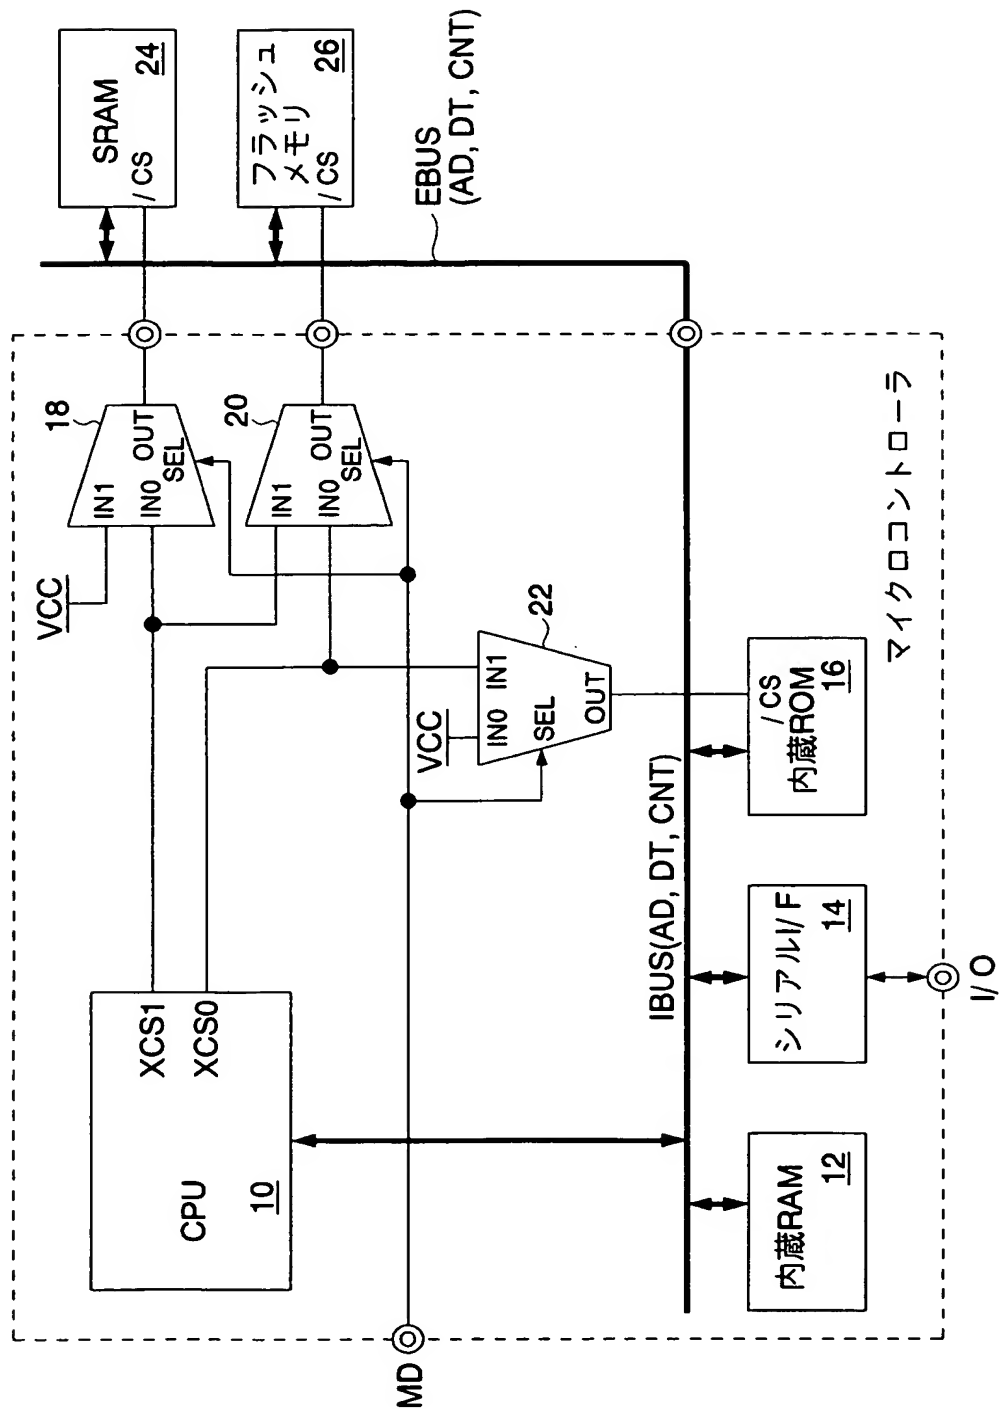 SRAM
24
/CS
フラッシュ
メモリ
26
/CS
EBUS
(AD, DT, CNT)
18
IN1
IN0
OUT
SEL
VCC
20
IN1
IN0
OUT
SEL
22
IN1
IN0
SEL
OUT
VCC
XCS1
XCS0
CPU
10
MD
IBUS(AD, DT, CNT)
/CS
内蔵ROM
16
シリアルI/F
14
内蔵RAM
12
I/O
マイクロコントローラ